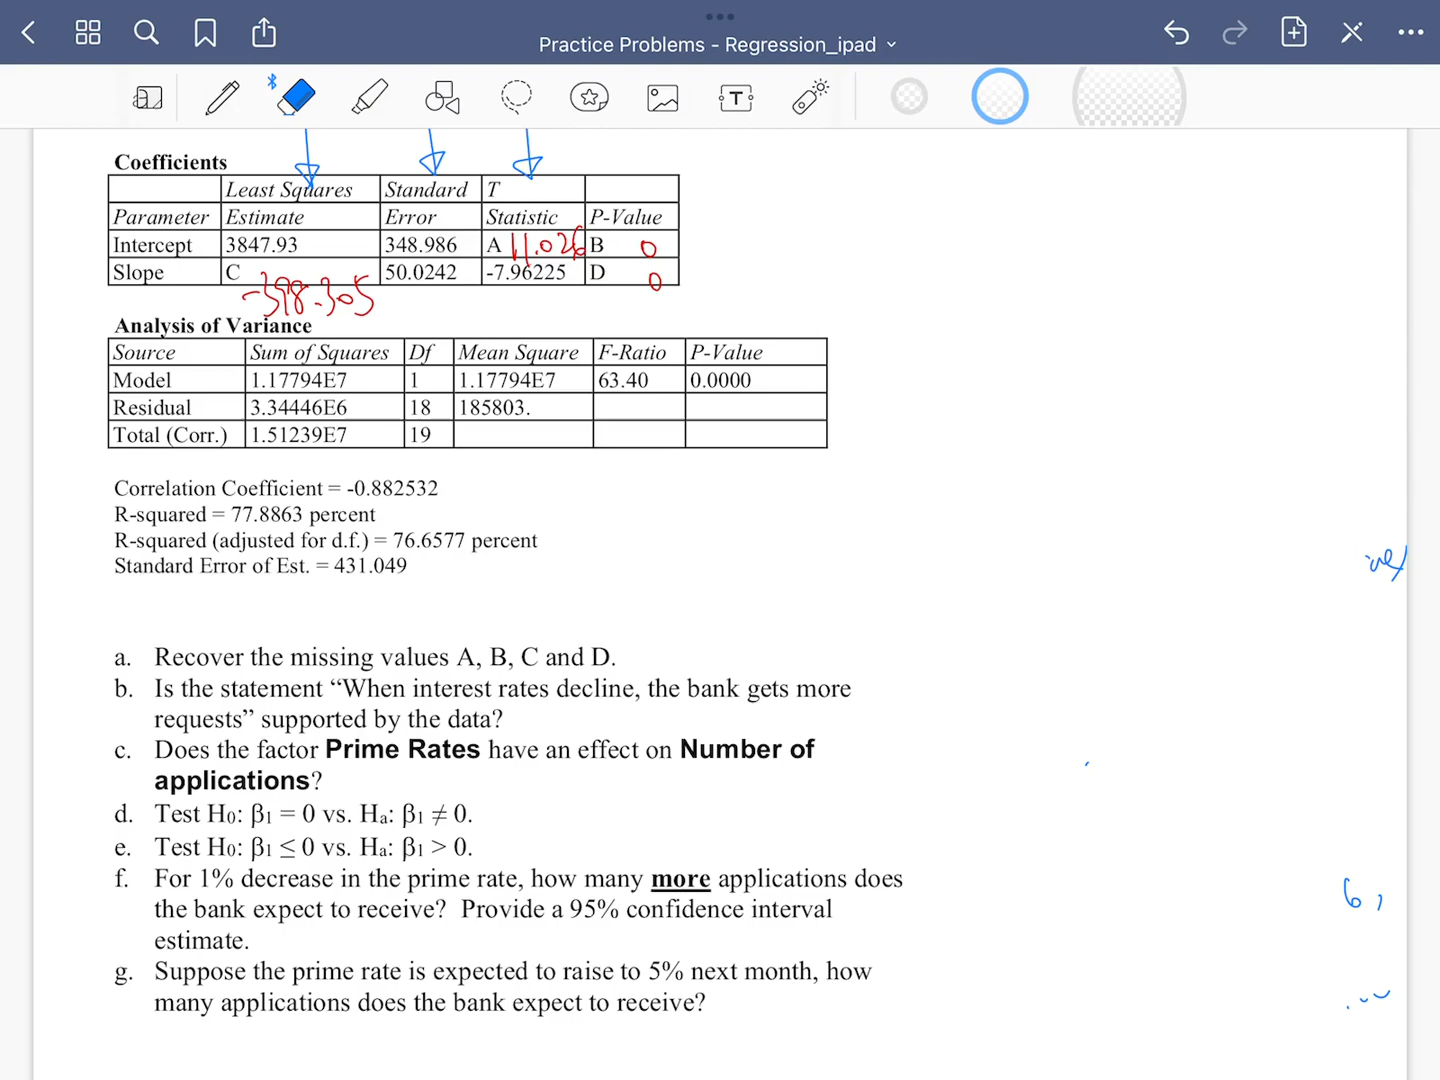 Practice Problems - Regression_ipad
T
Coefficients
Least Squares Standard T
Parameter Estimate Error Statistic P-Value
Intercept 3847.93 348.986 A 11.026 B 0
Slope C -398.305 50.0242 -7.96225 D 0
Analysis of Variance
Source Sum of Squares Df Mean Square F-Ratio P-Value
Model 1.17794E7 1 1.17794E7 63.40 0.0000
Residual 3.34446E6 18 185803.
Total (Corr.) 1.51239E7 19
Correlation Coefficient = -0.882532
R-squared = 77.8863 percent
R-squared (adjusted for d.f.) = 76.6577 percent
Standard Error of Est. = 431.049
a. Recover the missing values A, B, C and D.
b. Is the statement “When interest rates decline, the bank gets more
requests” supported by the data?
c. Does the factor Prime Rates have an effect on Number of
applications?
d. Test H0: β1 = 0 vs. Ha: β1 ≠ 0.
e. Test H0: β1 ≤ 0 vs. Ha: β1 > 0.
f. For 1% decrease in the prime rate, how many more applications does
the bank expect to receive? Provide a 95% confidence interval
estimate.
g. Suppose the prime rate is expected to raise to 5% next month, how
many applications does the bank expect to receive?